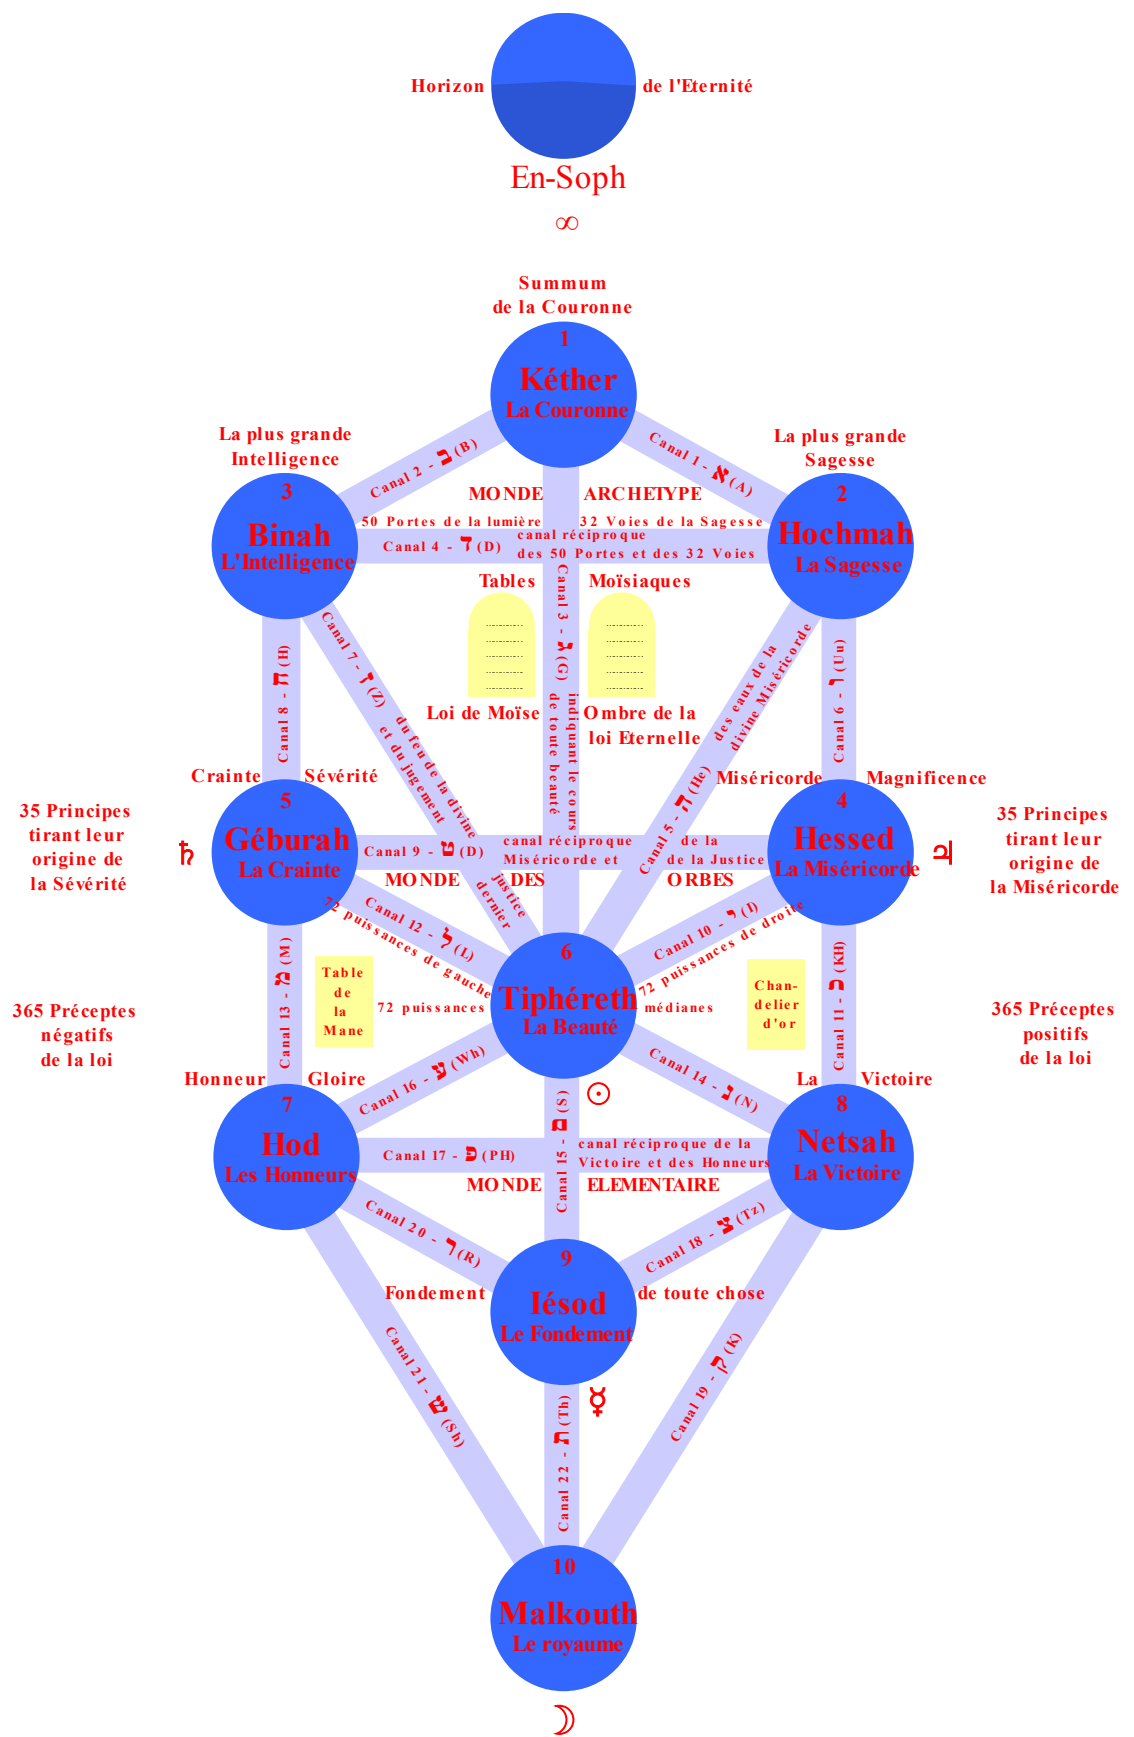 Horizon de l'Eternité
En-Soph
∞
Summum
de la Couronne
1
Kéther
La Couronne
La plus grande
Intelligence
La plus grande
Sagesse
Canal 2 - ב (B)
Canal 1 - א (A)
3
Binah
L'Intelligence
2
Hochmah
La Sagesse
MONDE ARCHETYPE
50 Portes de la lumière
32 Voies de la Sagesse
Canal 4 - ד (D)
canal réciproque
des 50 Portes et des 32 Voies
Tables Moïsiaques
Canal 3 - ג (G)
indiquant le cours
de toute beauté
Loi de Moïse
Ombre de la
loi Eternelle
Canal 7 - ז (Z)
du feu de la divine justice
et du jugement dernier
Canal 5 - ה (He)
des eaux de la
divine Miséricorde
Canal 8 - ח (H)
Canal 6 - ו (Uu)
Crainte Sévérité
Miséricorde Magnificence
35 Principes
tirant leur
origine de
la Sévérité
♄
5
Géburah
La Crainte
4
Hessed
La Miséricorde
♃
35 Principes
tirant leur
origine de
la Miséricorde
Canal 9 - ט (D)
canal réciproque de la
Miséricorde et de la Justice
MONDE DES ORBES
Canal 12 - ל (L)
72 puissances de gauche
Canal 10 - י (I)
72 puissances de droite
6
Tiphéreth
La Beauté
72 puissances médianes
Table
de
la
Mane
Chan-
delier
d'or
Canal 13 - מ (M)
Canal 11 - כ (KH)
365 Préceptes
négatifs
de la loi
365 Préceptes
positifs
de la loi
Honneur Gloire
La Victoire
Canal 16 - ע (Wh)
Canal 14 - נ (N)
☉
7
Hod
Les Honneurs
8
Netsah
La Victoire
Canal 15 - ס (S)
Canal 17 - פ (PH)
canal réciproque de la
Victoire et des Honneurs
MONDE ELEMENTAIRE
Canal 20 - ר (R)
Canal 18 - צ (Tz)
Fondement de toute chose
9
Iésod
Le Fondement
☿
Canal 21 - ש (Sh)
Canal 22 - ת (Th)
Canal 19 - ק (K)
10
Malkouth
Le royaume
☽